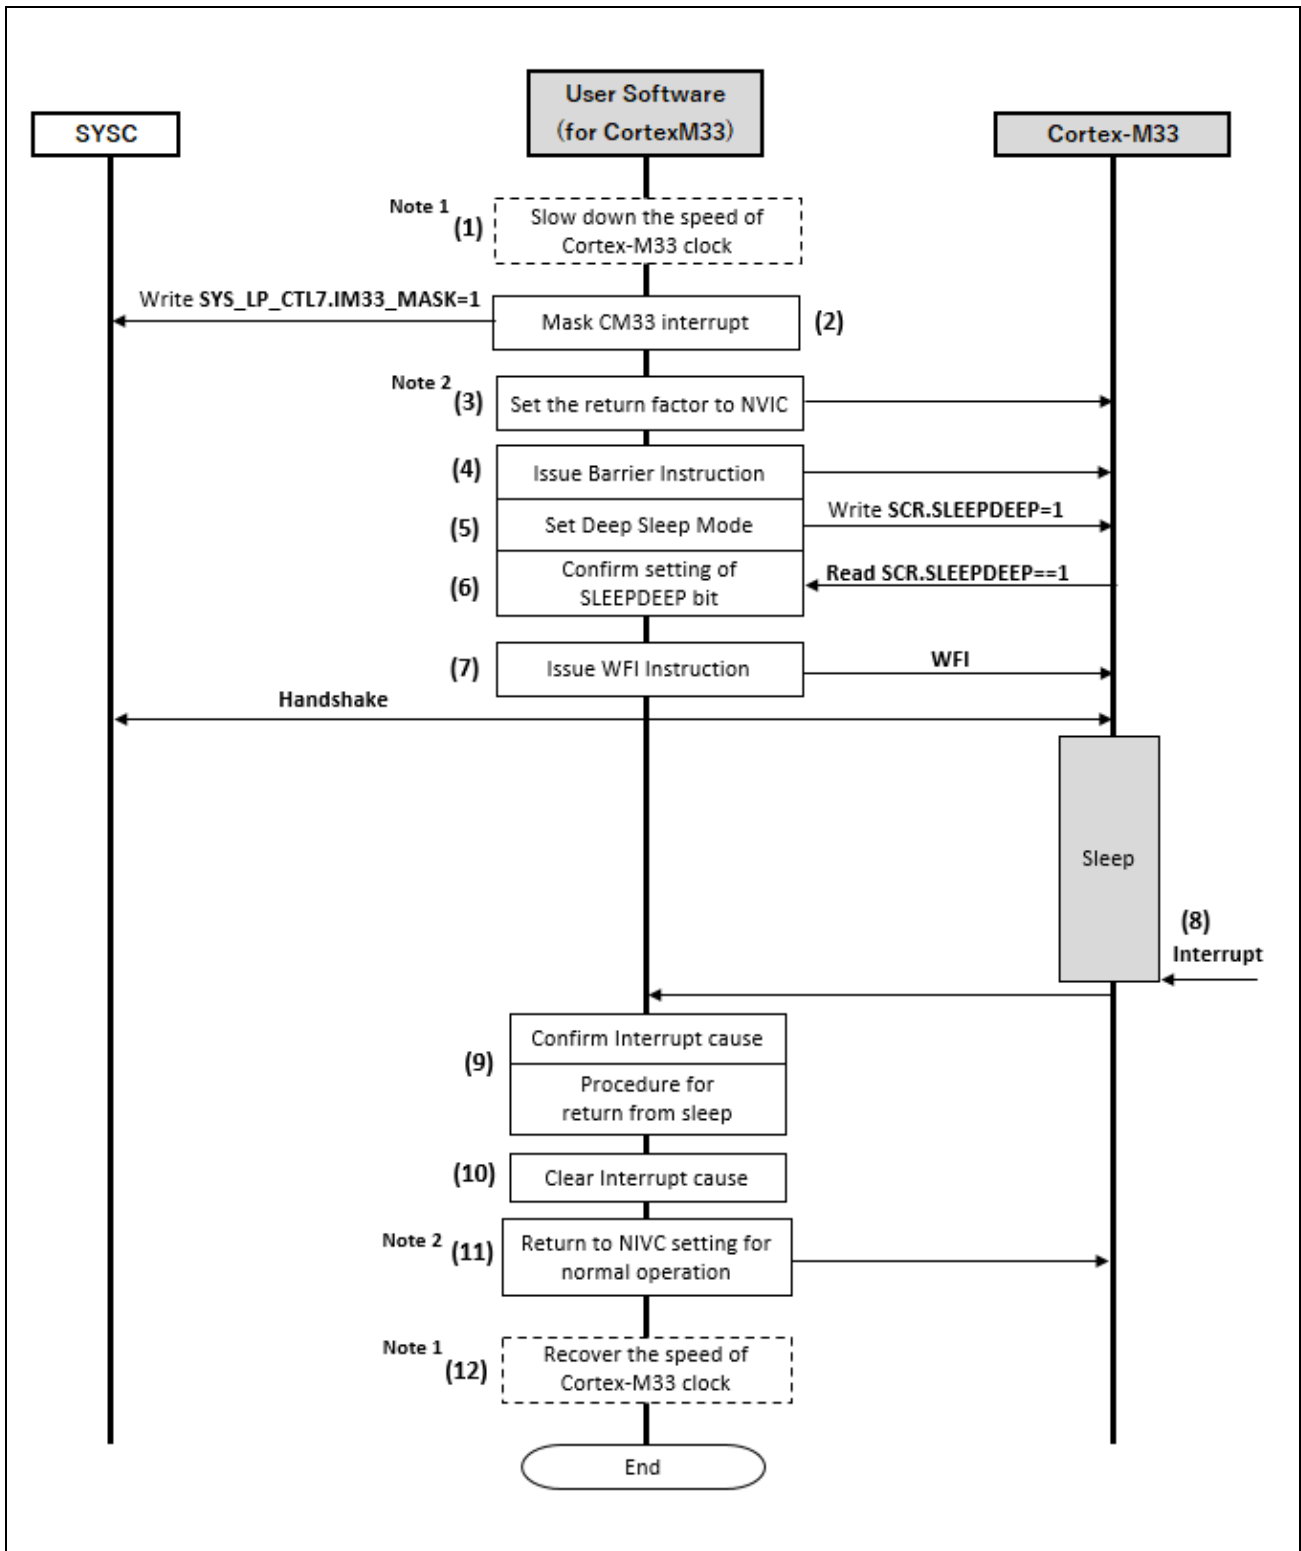 User Software
(for CortexM33)
SYSC
Cortex-M33
Note 1
(1)
Slow down the speed of
Cortex-M33 clock
Write SYS_LP_CTL7.IM33_MASK=1
Mask CM33 interrupt
(2)
Note 2
(3)
Set the return factor to NVIC
(4)
Issue Barrier Instruction
(5)
Set Deep Sleep Mode
Write SCR.SLEEPDEEP=1
(6)
Confirm setting of
SLEEPDEEP bit
Read SCR.SLEEPDEEP==1
(7)
Issue WFI Instruction
WFI
Handshake
Sleep
(8)
Interrupt
(9)
Confirm Interrupt cause
Procedure for
return from sleep
(10)
Clear Interrupt cause
Note 2
(11)
Return to NIVC setting for
normal operation
Note 1
(12)
Recover the speed of
Cortex-M33 clock
End